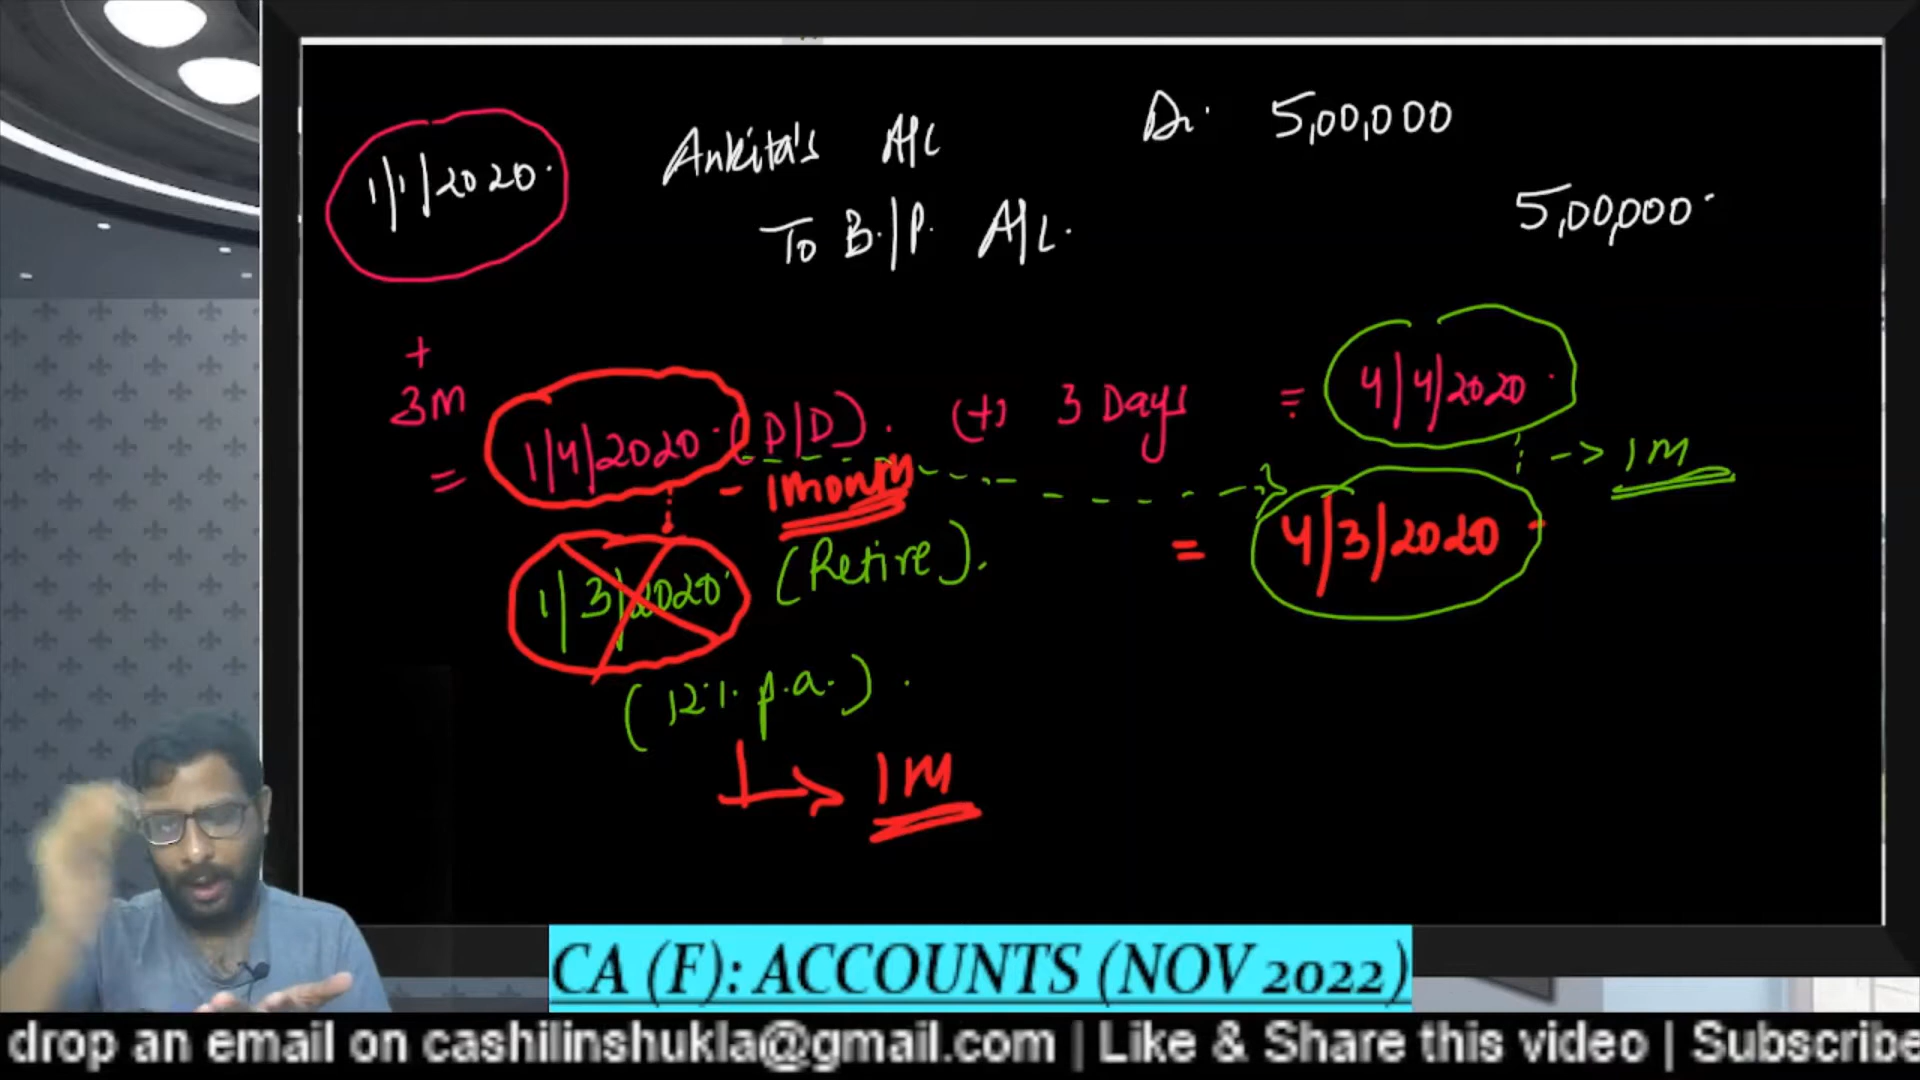 1/1/2020.
Ankita's A/c Dr. 5,00,000
To B./P. A/c. 5,00,000.
+
3M
= 1/4/2020. (D/D). (+) 3 Days = 4/4/2020.
- 1month
-> 1M
1/3/2020. (Retire).
= 4/3/2020
(12% p.a.).
1M
CA (F): ACCOUNTS (NOV 2022)
drop an email on cashilinshukla@gmail.com | Like & Share this video | Subscribe